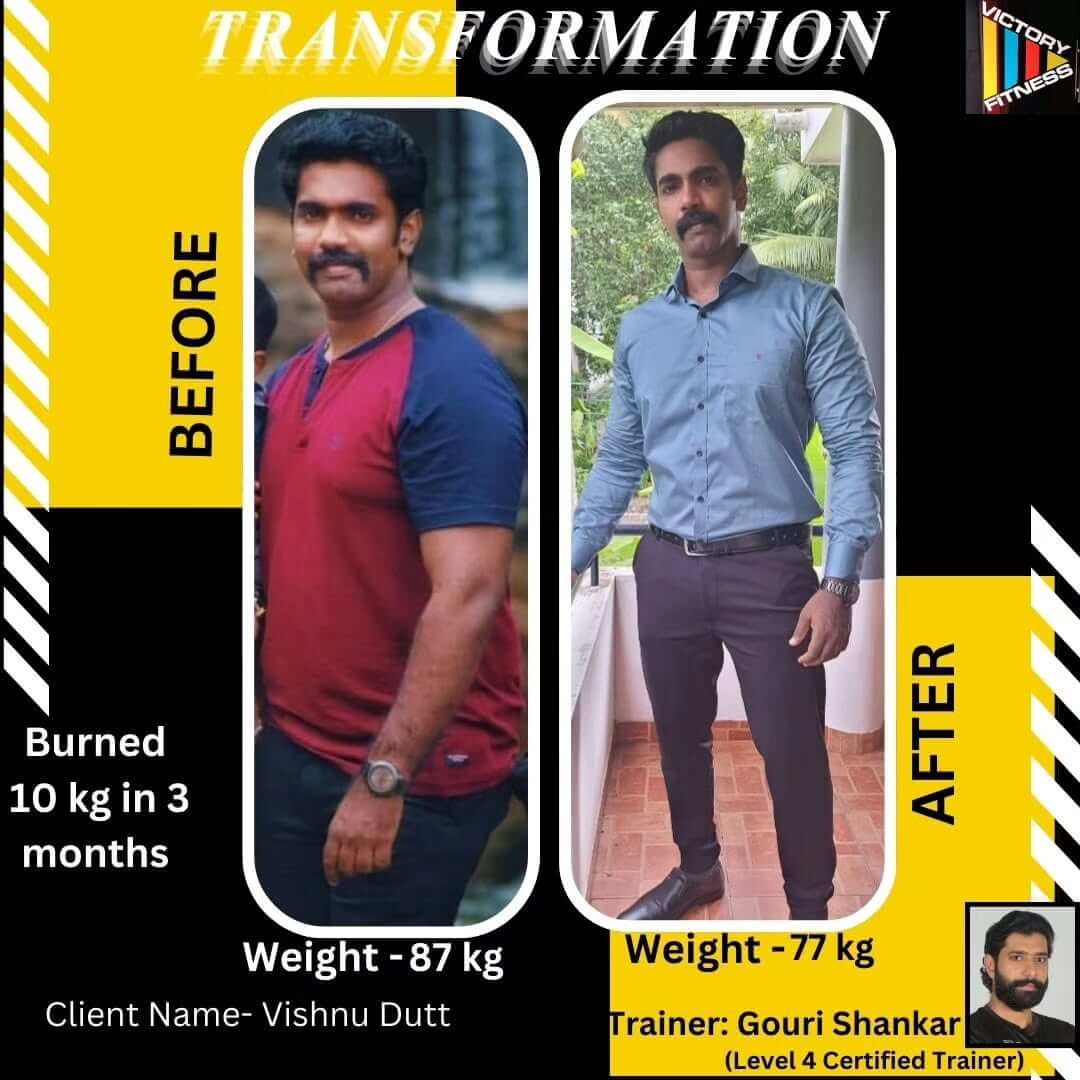 TRANSFORMATION
VICTORY
FITNESS
BEFORE
AFTER
Burned
10 kg in 3
months
Weight - 87 kg
Weight - 77 kg
Client Name- Vishnu Dutt
Trainer: Gouri Shankar
(Level 4 Certified Trainer)